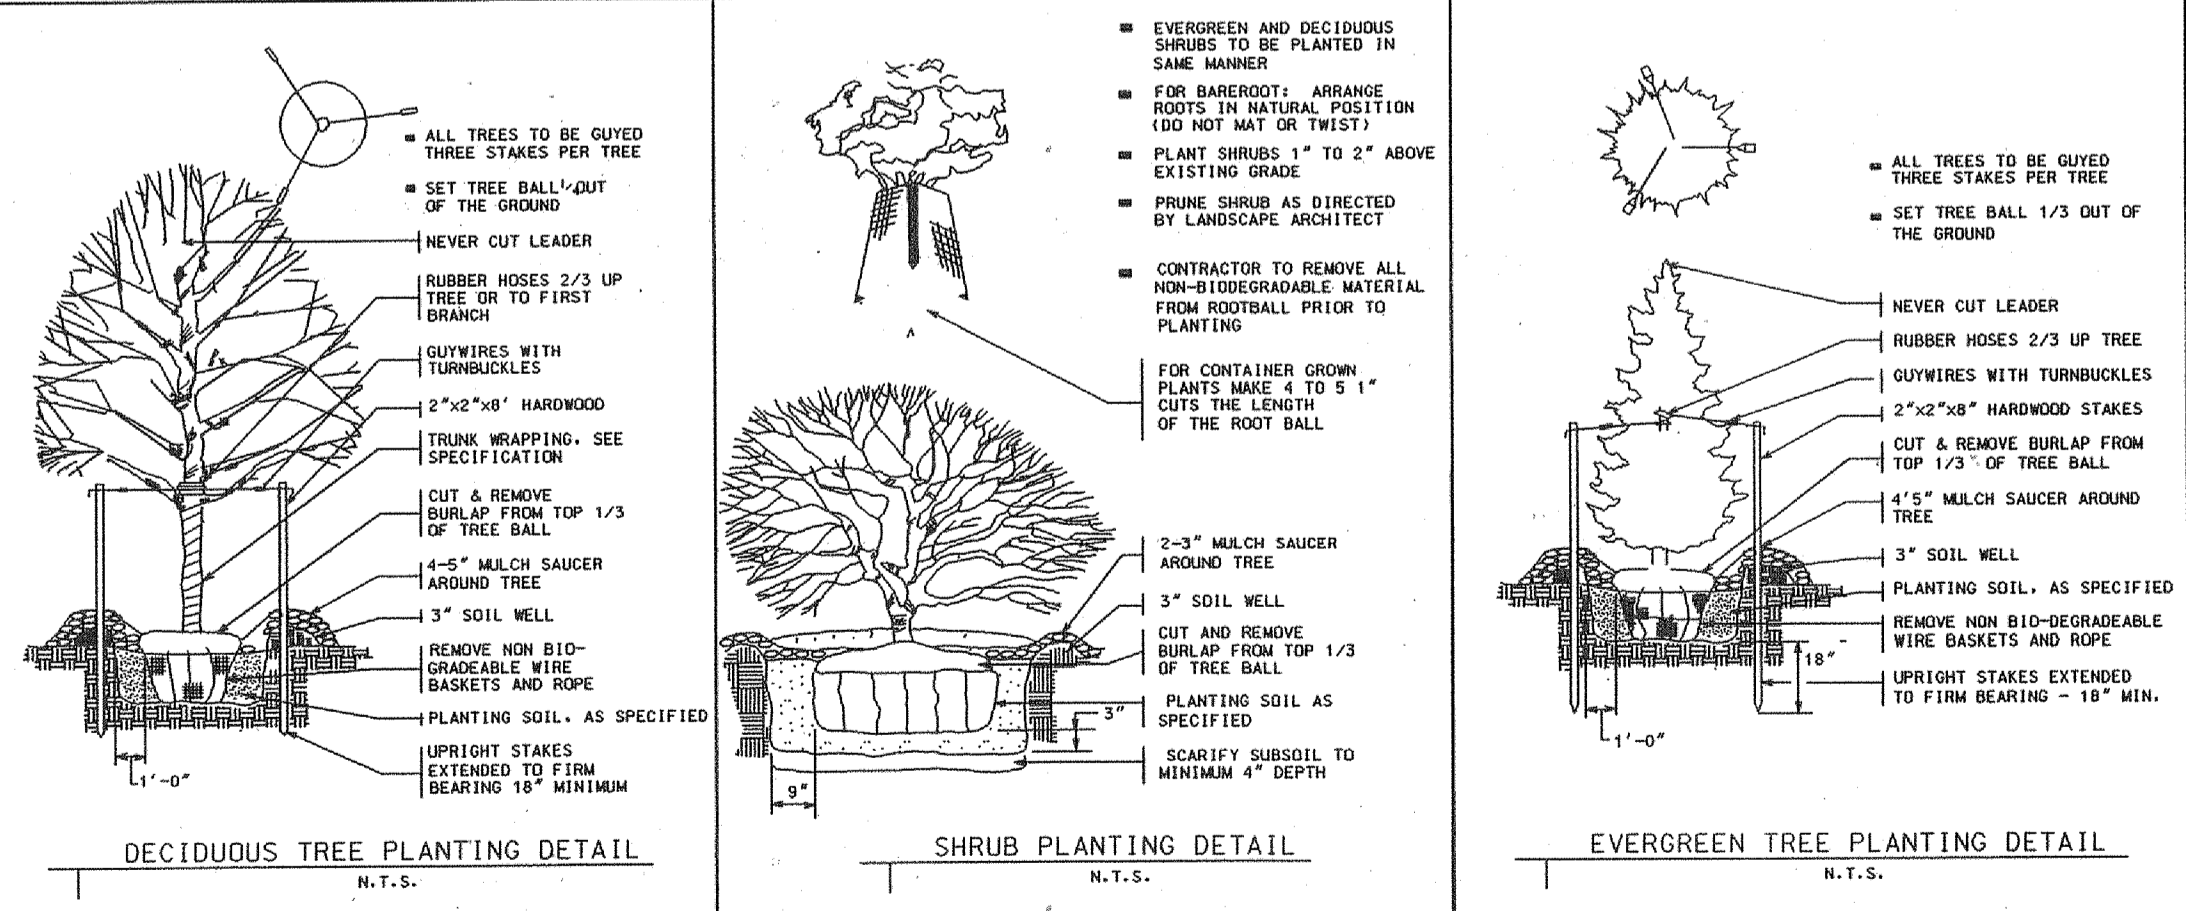 ALL TREES TO BE GUYED
THREE STAKES PER TREE
SET TREE BALL OUT
OF THE GROUND
NEVER CUT LEADER
RUBBER HOSES 2/3 UP
TREE OR TO FIRST
BRANCH
GUYWIRES WITH
TURNBUCKLES
2"x2"x8' HARDWOOD
TRUNK WRAPPING. SEE
SPECIFICATION
CUT & REMOVE
BURLAP FROM TOP 1/3
OF TREE BALL
4-5" MULCH SAUCER
AROUND TREE
3" SOIL WELL
REMOVE NON BIO-
GRADEABLE WIRE
BASKETS AND ROPE
PLANTING SOIL. AS SPECIFIED
UPRIGHT STAKES
EXTENDED TO FIRM
BEARING 18" MINIMUM
1'-0"
DECIDUOUS TREE PLANTING DETAIL
N.T.S.
EVERGREEN AND DECIDUOUS
SHRUBS TO BE PLANTED IN
SAME MANNER
FOR BAREROOT: ARRANGE
ROOTS IN NATURAL POSITION
(DO NOT MAT OR TWIST)
PLANT SHRUBS 1" TO 2" ABOVE
EXISTING GRADE
PRUNE SHRUB AS DIRECTED
BY LANDSCAPE ARCHITECT
CONTRACTOR TO REMOVE ALL
NON-BIODEGRADABLE MATERIAL
FROM ROOTBALL PRIOR TO
PLANTING
FOR CONTAINER GROWN
PLANTS MAKE 4 TO 5 1"
CUTS THE LENGTH
OF THE ROOT BALL
2-3" MULCH SAUCER
AROUND TREE
3" SOIL WELL
CUT AND REMOVE
BURLAP FROM TOP 1/3
OF TREE BALL
PLANTING SOIL AS
SPECIFIED
3"
SCARIFY SUBSOIL TO
MINIMUM 4" DEPTH
9"
SHRUB PLANTING DETAIL
N.T.S.
ALL TREES TO BE GUYED
THREE STAKES PER TREE
SET TREE BALL 1/3 OUT OF
THE GROUND
NEVER CUT LEADER
RUBBER HOSES 2/3 UP TREE
GUYWIRES WITH TURNBUCKLES
2"x2"x8" HARDWOOD STAKES
CUT & REMOVE BURLAP FROM
TOP 1/3 OF TREE BALL
4'5" MULCH SAUCER AROUND
TREE
3" SOIL WELL
PLANTING SOIL. AS SPECIFIED
REMOVE NON BIO-DEGRADEABLE
WIRE BASKETS AND ROPE
18"
UPRIGHT STAKES EXTENDED
TO FIRM BEARING - 18" MIN.
1'-0"
EVERGREEN TREE PLANTING DETAIL
N.T.S.